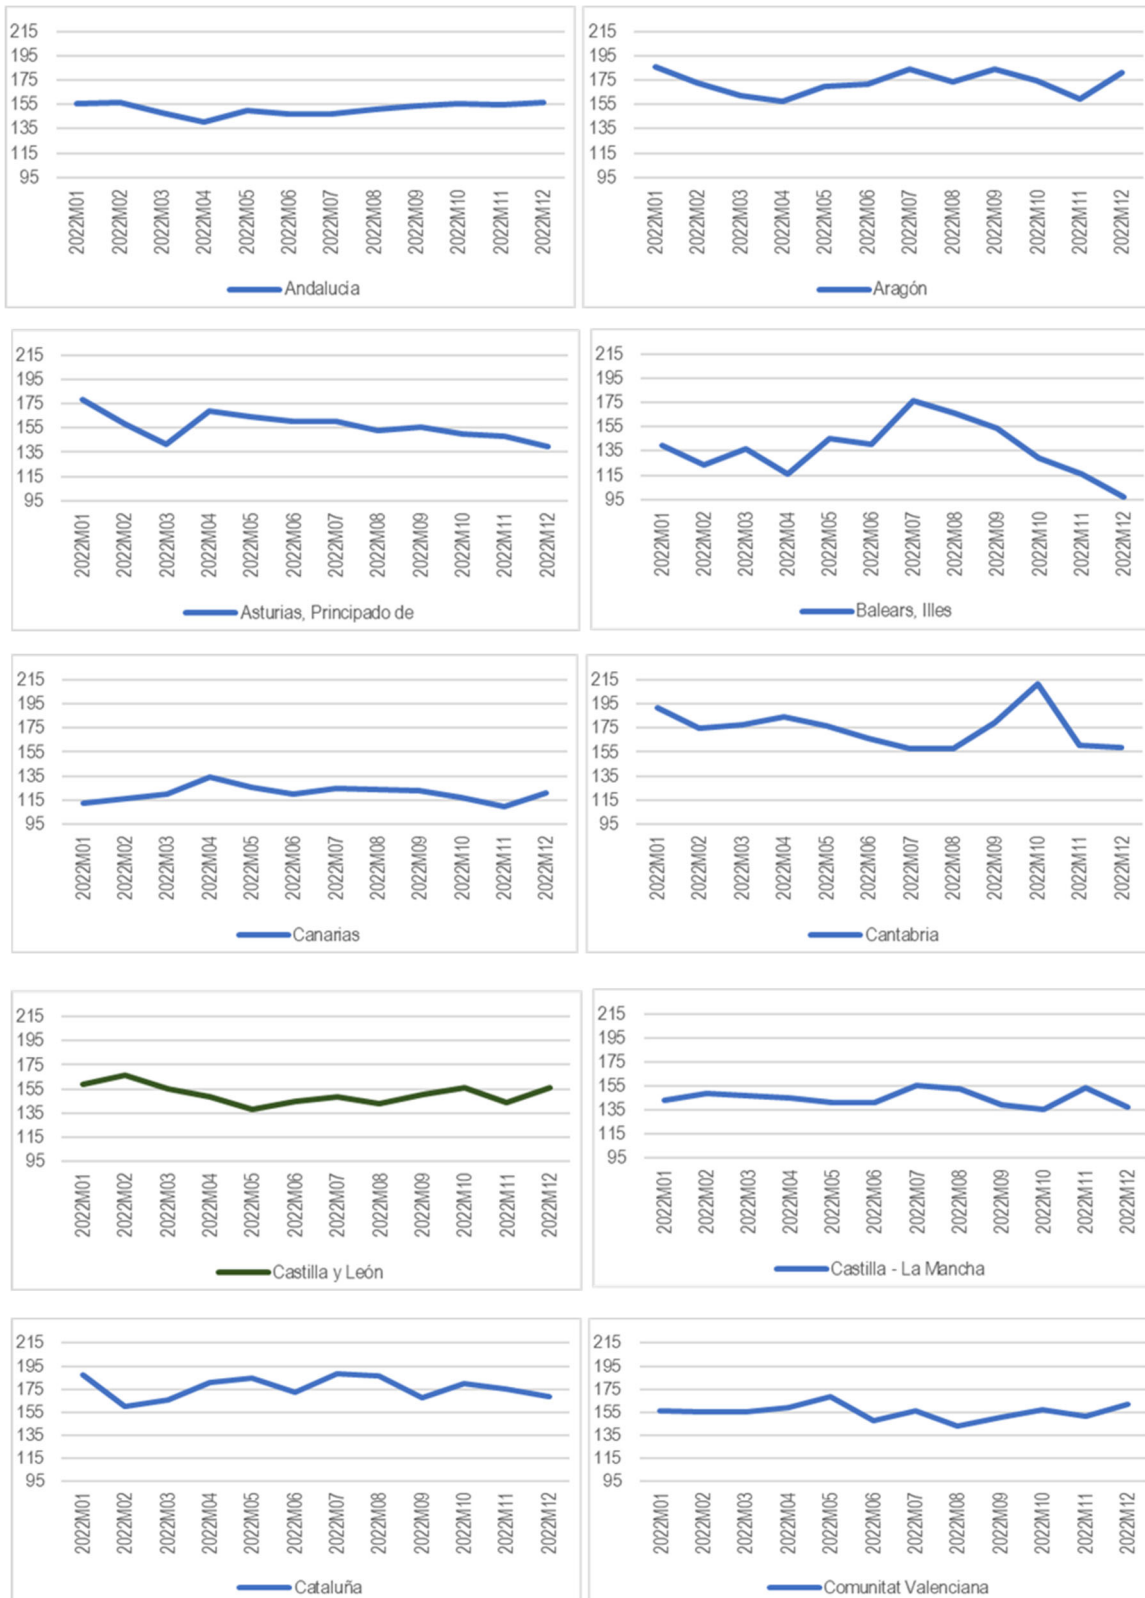 215
195
175
155
135
115
95
2022M01
2022M02
2022M03
2022M04
2022M05
2022M06
2022M07
2022M08
2022M09
2022M10
2022M11
2022M12
Andalucia
215
195
175
155
135
115
95
2022M01
2022M02
2022M03
2022M04
2022M05
2022M06
2022M07
2022M08
2022M09
2022M10
2022M11
2022M12
Aragón
215
195
175
155
135
115
95
2022M01
2022M02
2022M03
2022M04
2022M05
2022M06
2022M07
2022M08
2022M09
2022M10
2022M11
2022M12
Asturias, Principado de
215
195
175
155
135
115
95
2022M01
2022M02
2022M03
2022M04
2022M05
2022M06
2022M07
2022M08
2022M09
2022M10
2022M11
2022M12
Balears, Illes
215
195
175
155
135
115
95
2022M01
2022M02
2022M03
2022M04
2022M05
2022M06
2022M07
2022M08
2022M09
2022M10
2022M11
2022M12
Canarias
215
195
175
155
135
115
95
2022M01
2022M02
2022M03
2022M04
2022M05
2022M06
2022M07
2022M08
2022M09
2022M10
2022M11
2022M12
Cantabria
215
195
175
155
135
115
95
2022M01
2022M02
2022M03
2022M04
2022M05
2022M06
2022M07
2022M08
2022M09
2022M10
2022M11
2022M12
Castilla y León
215
195
175
155
135
115
95
2022M01
2022M02
2022M03
2022M04
2022M05
2022M06
2022M07
2022M08
2022M09
2022M10
2022M11
2022M12
Castilla - La Mancha
215
195
175
155
135
115
95
2022M01
2022M02
2022M03
2022M04
2022M05
2022M06
2022M07
2022M08
2022M09
2022M10
2022M11
2022M12
Cataluña
215
195
175
155
135
115
95
2022M01
2022M02
2022M03
2022M04
2022M05
2022M06
2022M07
2022M08
2022M09
2022M10
2022M11
2022M12
Comunitat Valenciana